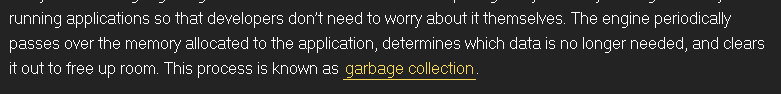 running applications so that developers don't need to worry about it themselves. The engine periodically
passes over the memory allocated to the application, determines which data is no longer needed, and clears
it out to free up room. This process is known as garbage collection.